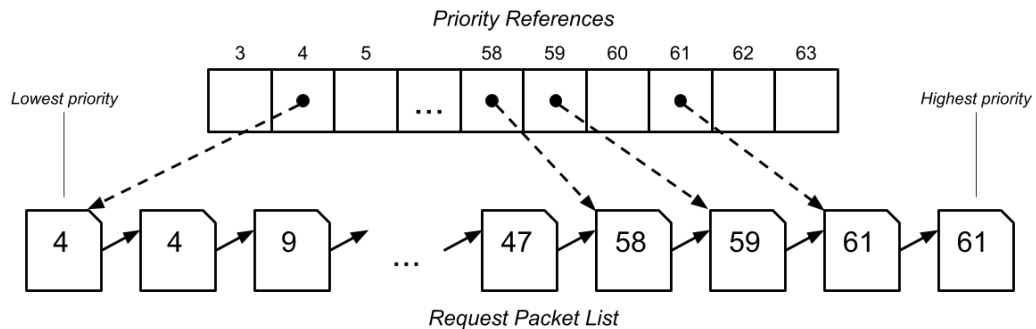 Priority References
3 4 5 58 59 60 61 62 63
Lowest priority
...
Highest priority
4 4 9 ... 47 58 59 61 61
Request Packet List